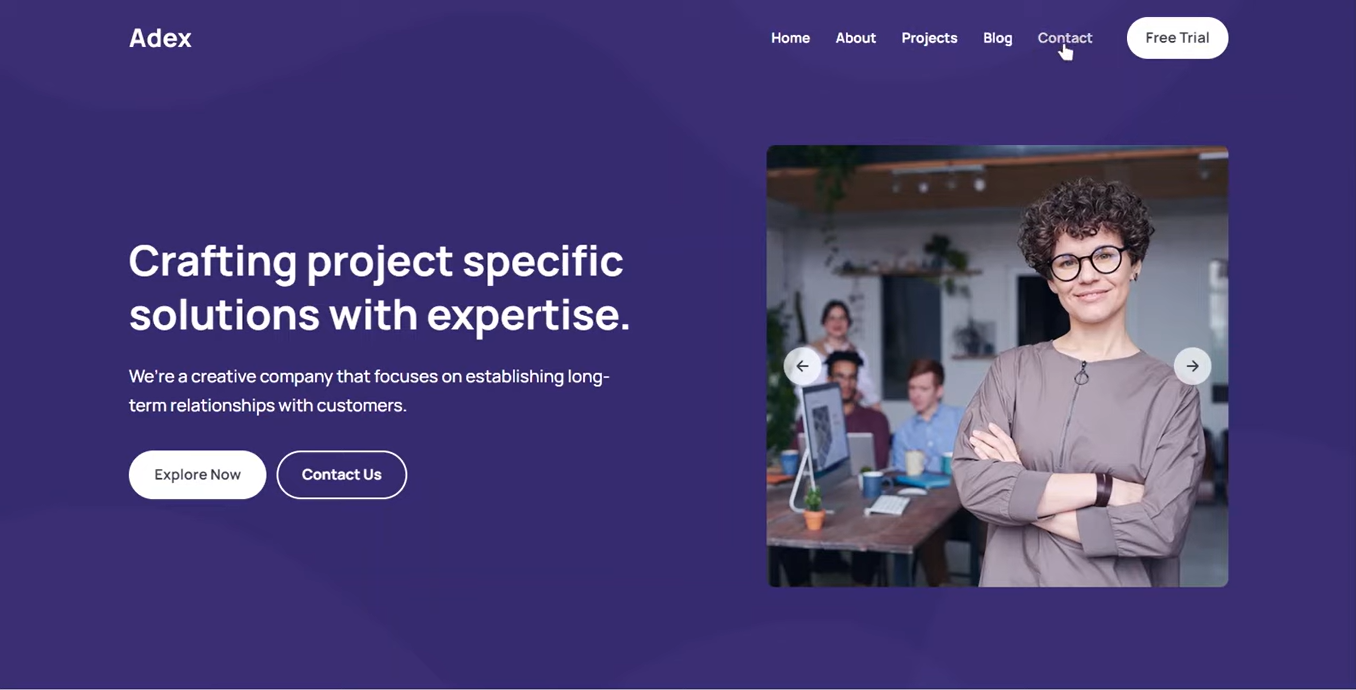 Adex
Home
About
Projects
Blog
Contact
Free Trial
Crafting project specific
solutions with expertise.
We're a creative company that focuses on establishing long-
term relationships with customers.
Explore Now
Contact Us